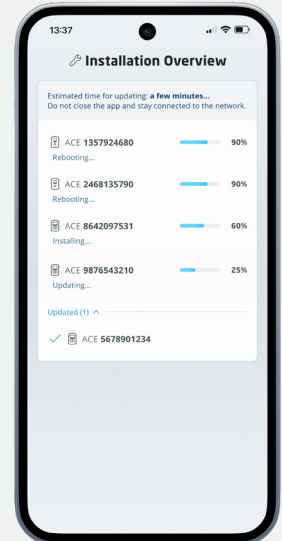 13:37
Installation Overview
Estimated time for updating: a few minutes...
Do not close the app and stay connected to the network.
ACE 1357924680 90%
Rebooting...
ACE 2468135790 90%
Rebooting...
ACE 8642097531 60%
Installing...
ACE 9876543210 25%
Updating...
Updated (1)
ACE 5678901234